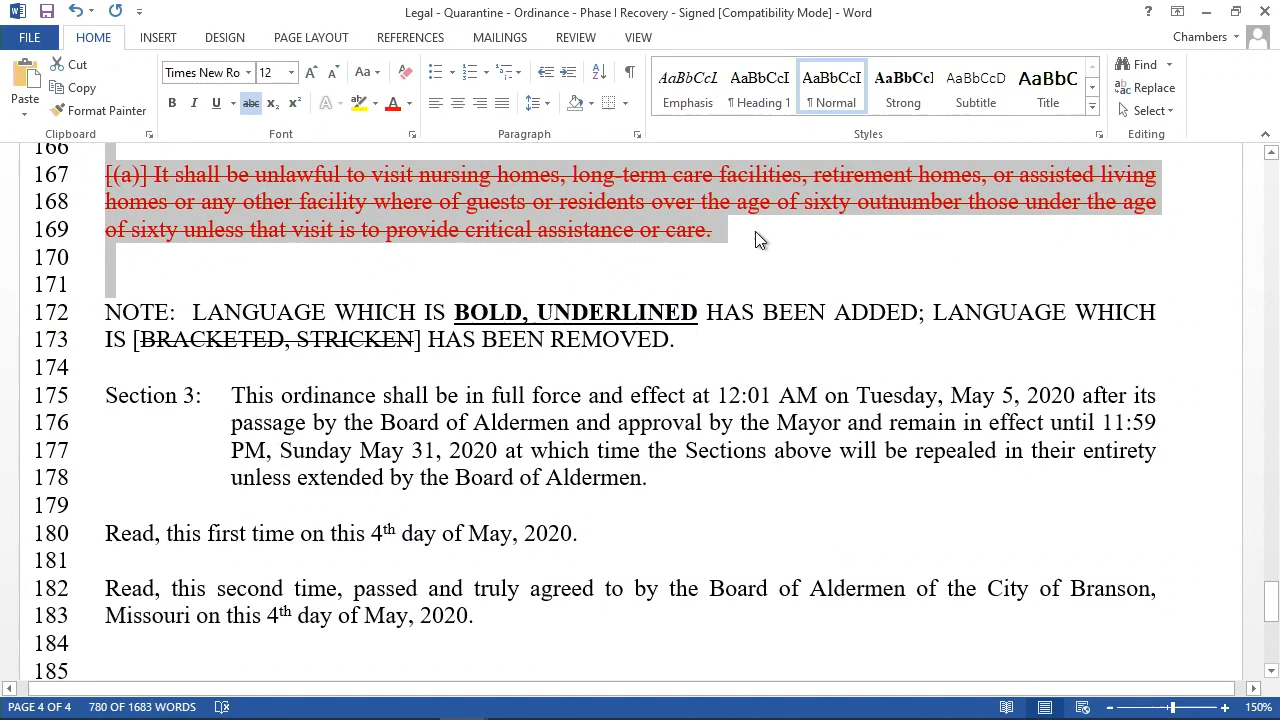 Legal - Quarantine - Ordinance - Phase I Recovery - Signed [Compatibility Mode] - Word
FILE HOME INSERT DESIGN PAGE LAYOUT REFERENCES MAILINGS REVIEW VIEW Chambers
Paste
Cut
Copy
Format Painter
Times New Ro 12 Aa
B I U abc x₂ x² A A
AaBbCcI AaBbCcI AaBbCcI AaBbCcI AaBbCcD AaBbC
Emphasis ¶ Heading 1 ¶ Normal Strong Subtitle Title
Find
Replace
Select
Clipboard Font Paragraph Styles Editing
166
167 [(a)] It shall be unlawful to visit nursing homes, long-term care facilities, retirement homes, or assisted living
168 homes or any other facility where of guests or residents over the age of sixty outnumber those under the age
169 of sixty unless that visit is to provide critical assistance or care.
170
171
172 NOTE: LANGUAGE WHICH IS BOLD, UNDERLINED HAS BEEN ADDED; LANGUAGE WHICH
173 IS [BRACKETED, STRICKEN] HAS BEEN REMOVED.
174
175 Section 3: This ordinance shall be in full force and effect at 12:01 AM on Tuesday, May 5, 2020 after its
176 passage by the Board of Aldermen and approval by the Mayor and remain in effect until 11:59
177 PM, Sunday May 31, 2020 at which time the Sections above will be repealed in their entirety
178 unless extended by the Board of Aldermen.
179
180 Read, this first time on this 4th day of May, 2020.
181
182 Read, this second time, passed and truly agreed to by the Board of Aldermen of the City of Branson,
183 Missouri on this 4th day of May, 2020.
184
185
PAGE 4 OF 4 780 OF 1683 WORDS 150%